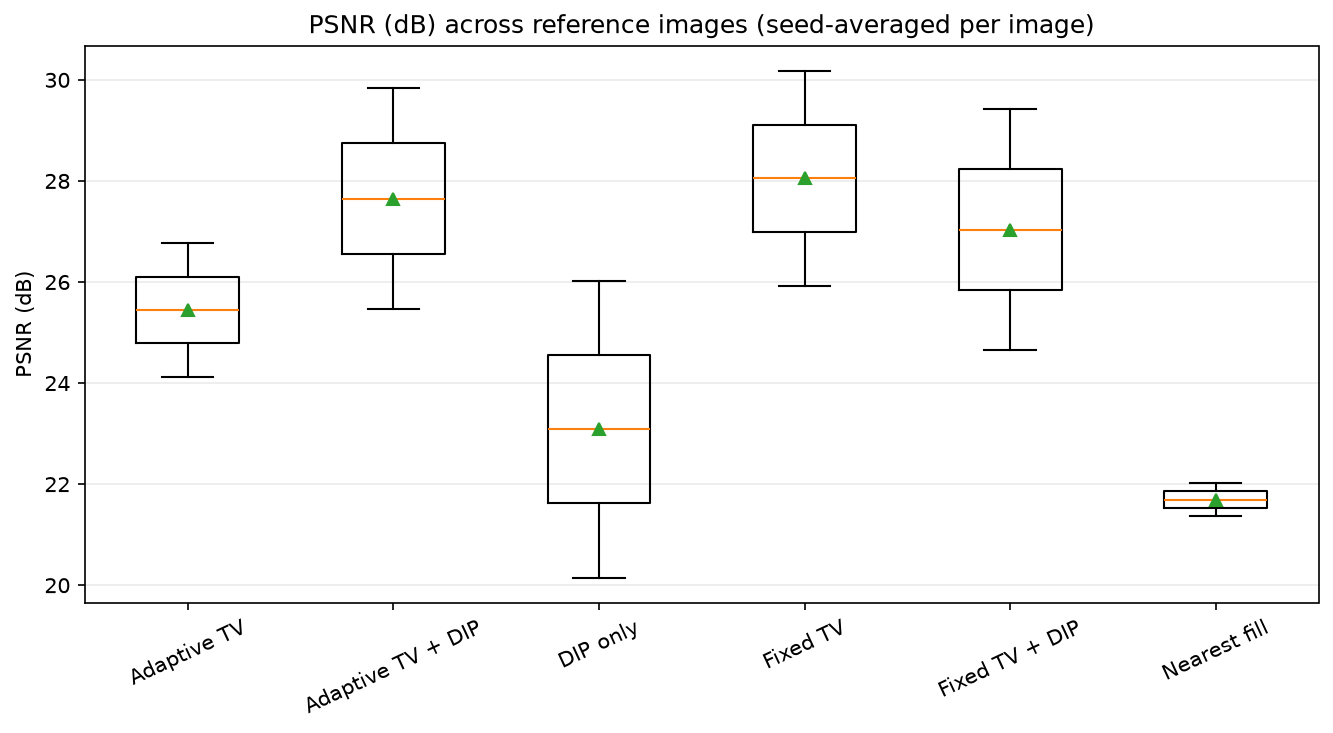 PSNR (dB) across reference images (seed-averaged per image)
PSNR (dB)
30
28
26
24
22
20
Adaptive TV
Adaptive TV + DIP
DIP only
Fixed TV
Fixed TV + DIP
Nearest fill